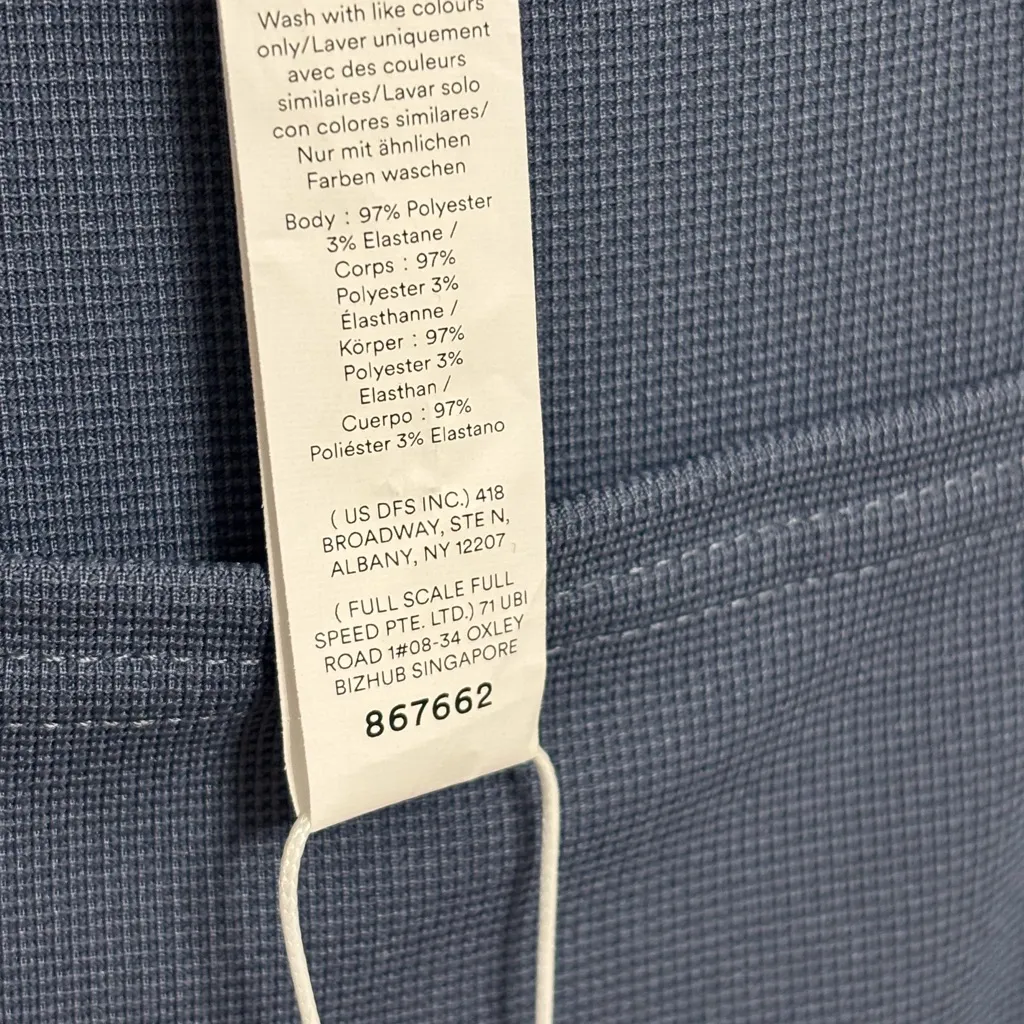 Wash with like colours
only/Laver uniquement
avec des couleurs
similaires/Lavar solo
con colores similares/
Nur mit ähnlichen
Farben waschen
Body : 97% Polyester
3% Elastane /
Corps : 97%
Polyester 3%
Élasthanne /
Körper : 97%
Polyester 3%
Elasthan /
Cuerpo : 97%
Poliéster 3% Elastano
( US DFS INC.) 418
BROADWAY, STE N,
ALBANY, NY 12207
( FULL SCALE FULL
SPEED PTE. LTD.) 71 UBI
ROAD 1#08-34 OXLEY
BIZHUB SINGAPORE
867662